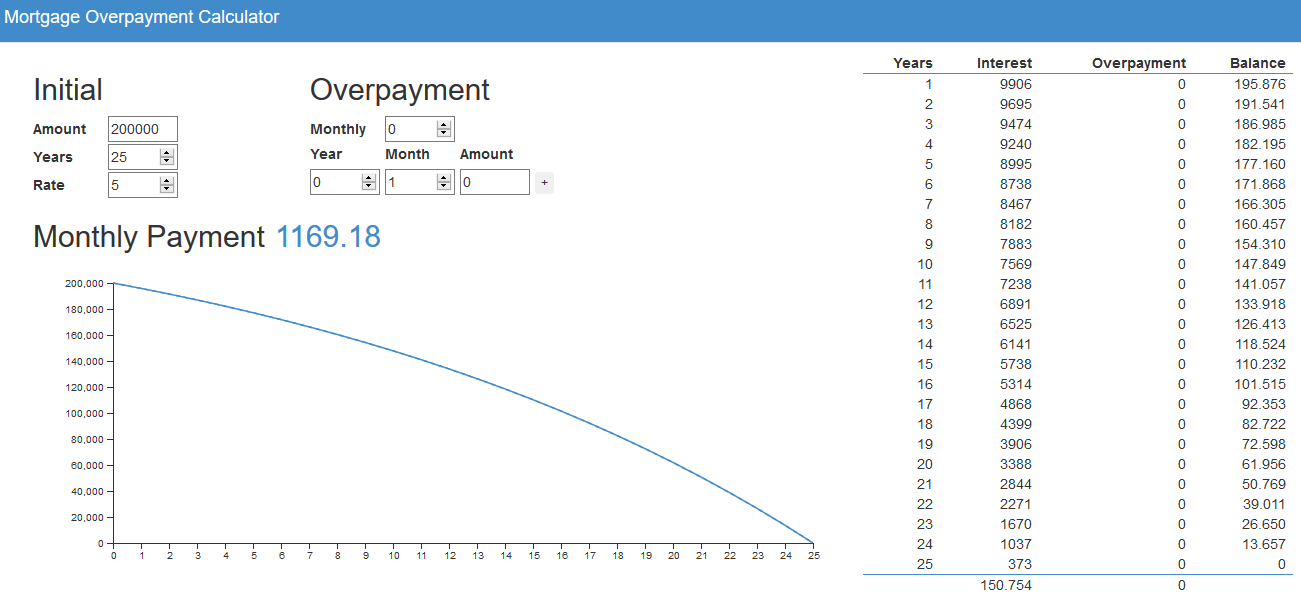 Mortgage Overpayment Calculator
Initial
Amount 200000
Years 25
Rate 5
Overpayment
Monthly 0
Year Month Amount
0 1 0 +
Monthly Payment 1169.18
200,000
180,000
160,000
140,000
120,000
100,000
80,000
60,000
40,000
20,000
0
0 1 2 3 4 5 6 7 8 9 10 11 12 13 14 15 16 17 18 19 20 21 22 23 24 25
Years Interest Overpayment Balance
1 9906 0 195.876
2 9695 0 191.541
3 9474 0 186.985
4 9240 0 182.195
5 8995 0 177.160
6 8738 0 171.868
7 8467 0 166.305
8 8182 0 160.457
9 7883 0 154.310
10 7569 0 147.849
11 7238 0 141.057
12 6891 0 133.918
13 6525 0 126.413
14 6141 0 118.524
15 5738 0 110.232
16 5314 0 101.515
17 4868 0 92.353
18 4399 0 82.722
19 3906 0 72.598
20 3388 0 61.956
21 2844 0 50.769
22 2271 0 39.011
23 1670 0 26.650
24 1037 0 13.657
25 373 0 0
150.754 0